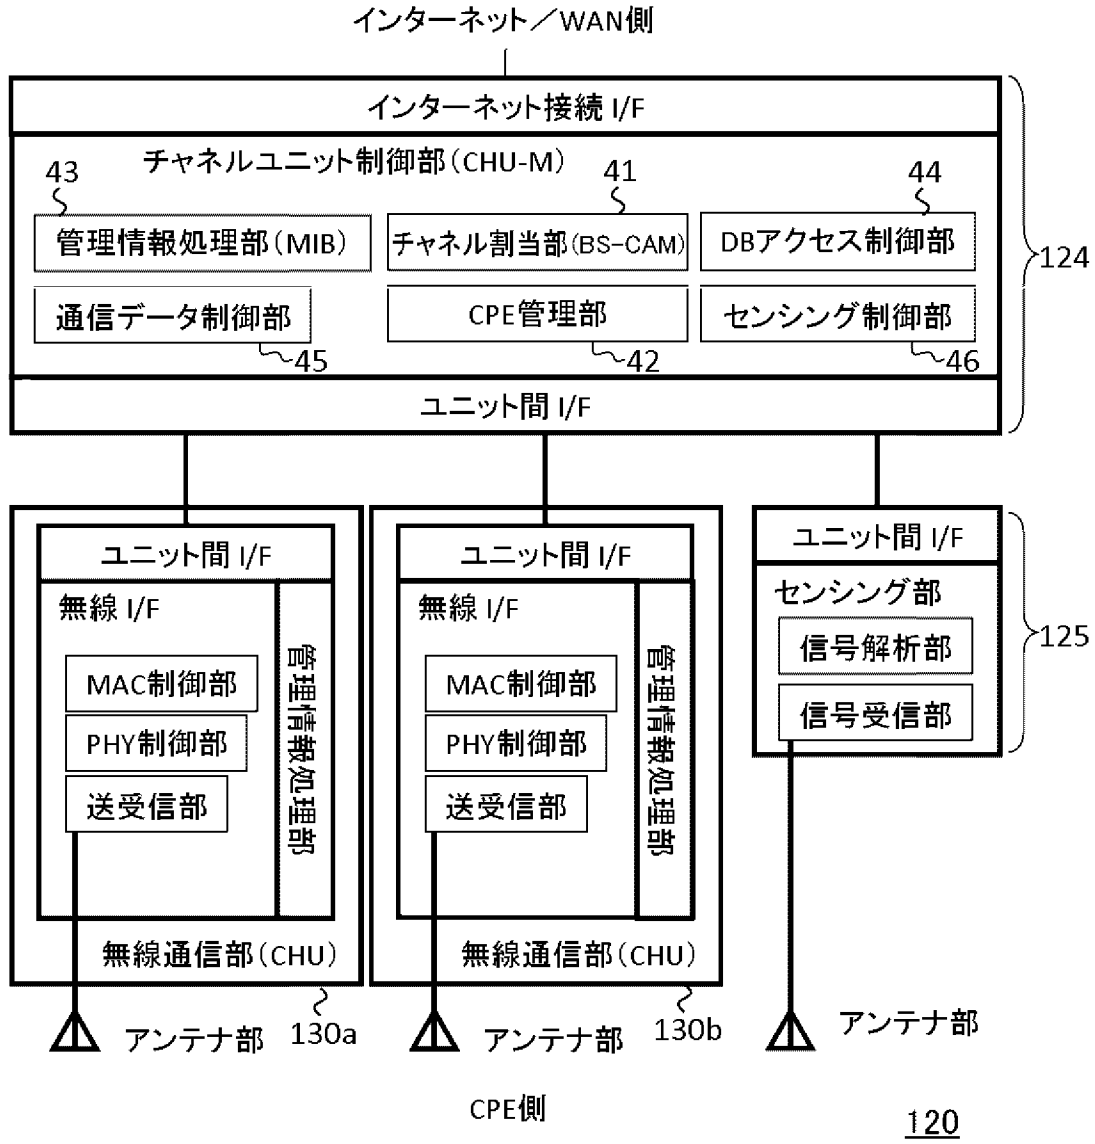 インターネット／WAN側
インターネット接続 I/F
チャネルユニット制御部(CHU-M)
43
41
44
管理情報処理部(MIB)
チャネル割当部(BS-CAM)
DBアクセス制御部
124
通信データ制御部
CPE管理部
センシング制御部
45
42
46
ユニット間 I/F
ユニット間 I/F
ユニット間 I/F
ユニット間 I/F
無線 I/F
無線 I/F
センシング部
管理情報処理部
管理情報処理部
信号解析部
125
MAC制御部
MAC制御部
信号受信部
PHY制御部
PHY制御部
送受信部
送受信部
無線通信部(CHU)
無線通信部(CHU)
130a
130b
アンテナ部
アンテナ部
アンテナ部
CPE側
120